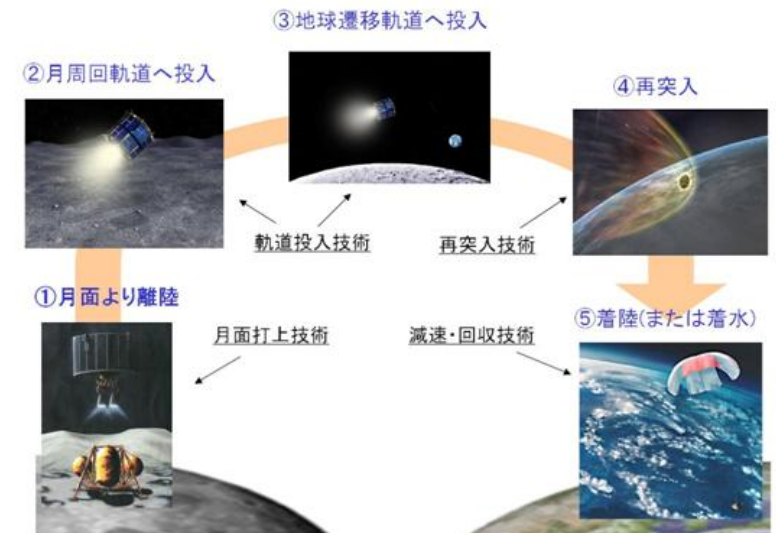 ③地球遷移軌道へ投入
②月周回軌道へ投入
④再突入
軌道投入技術
再突入技術
①月面より離陸
⑤着陸(または着水)
月面打上技術
減速・回収技術